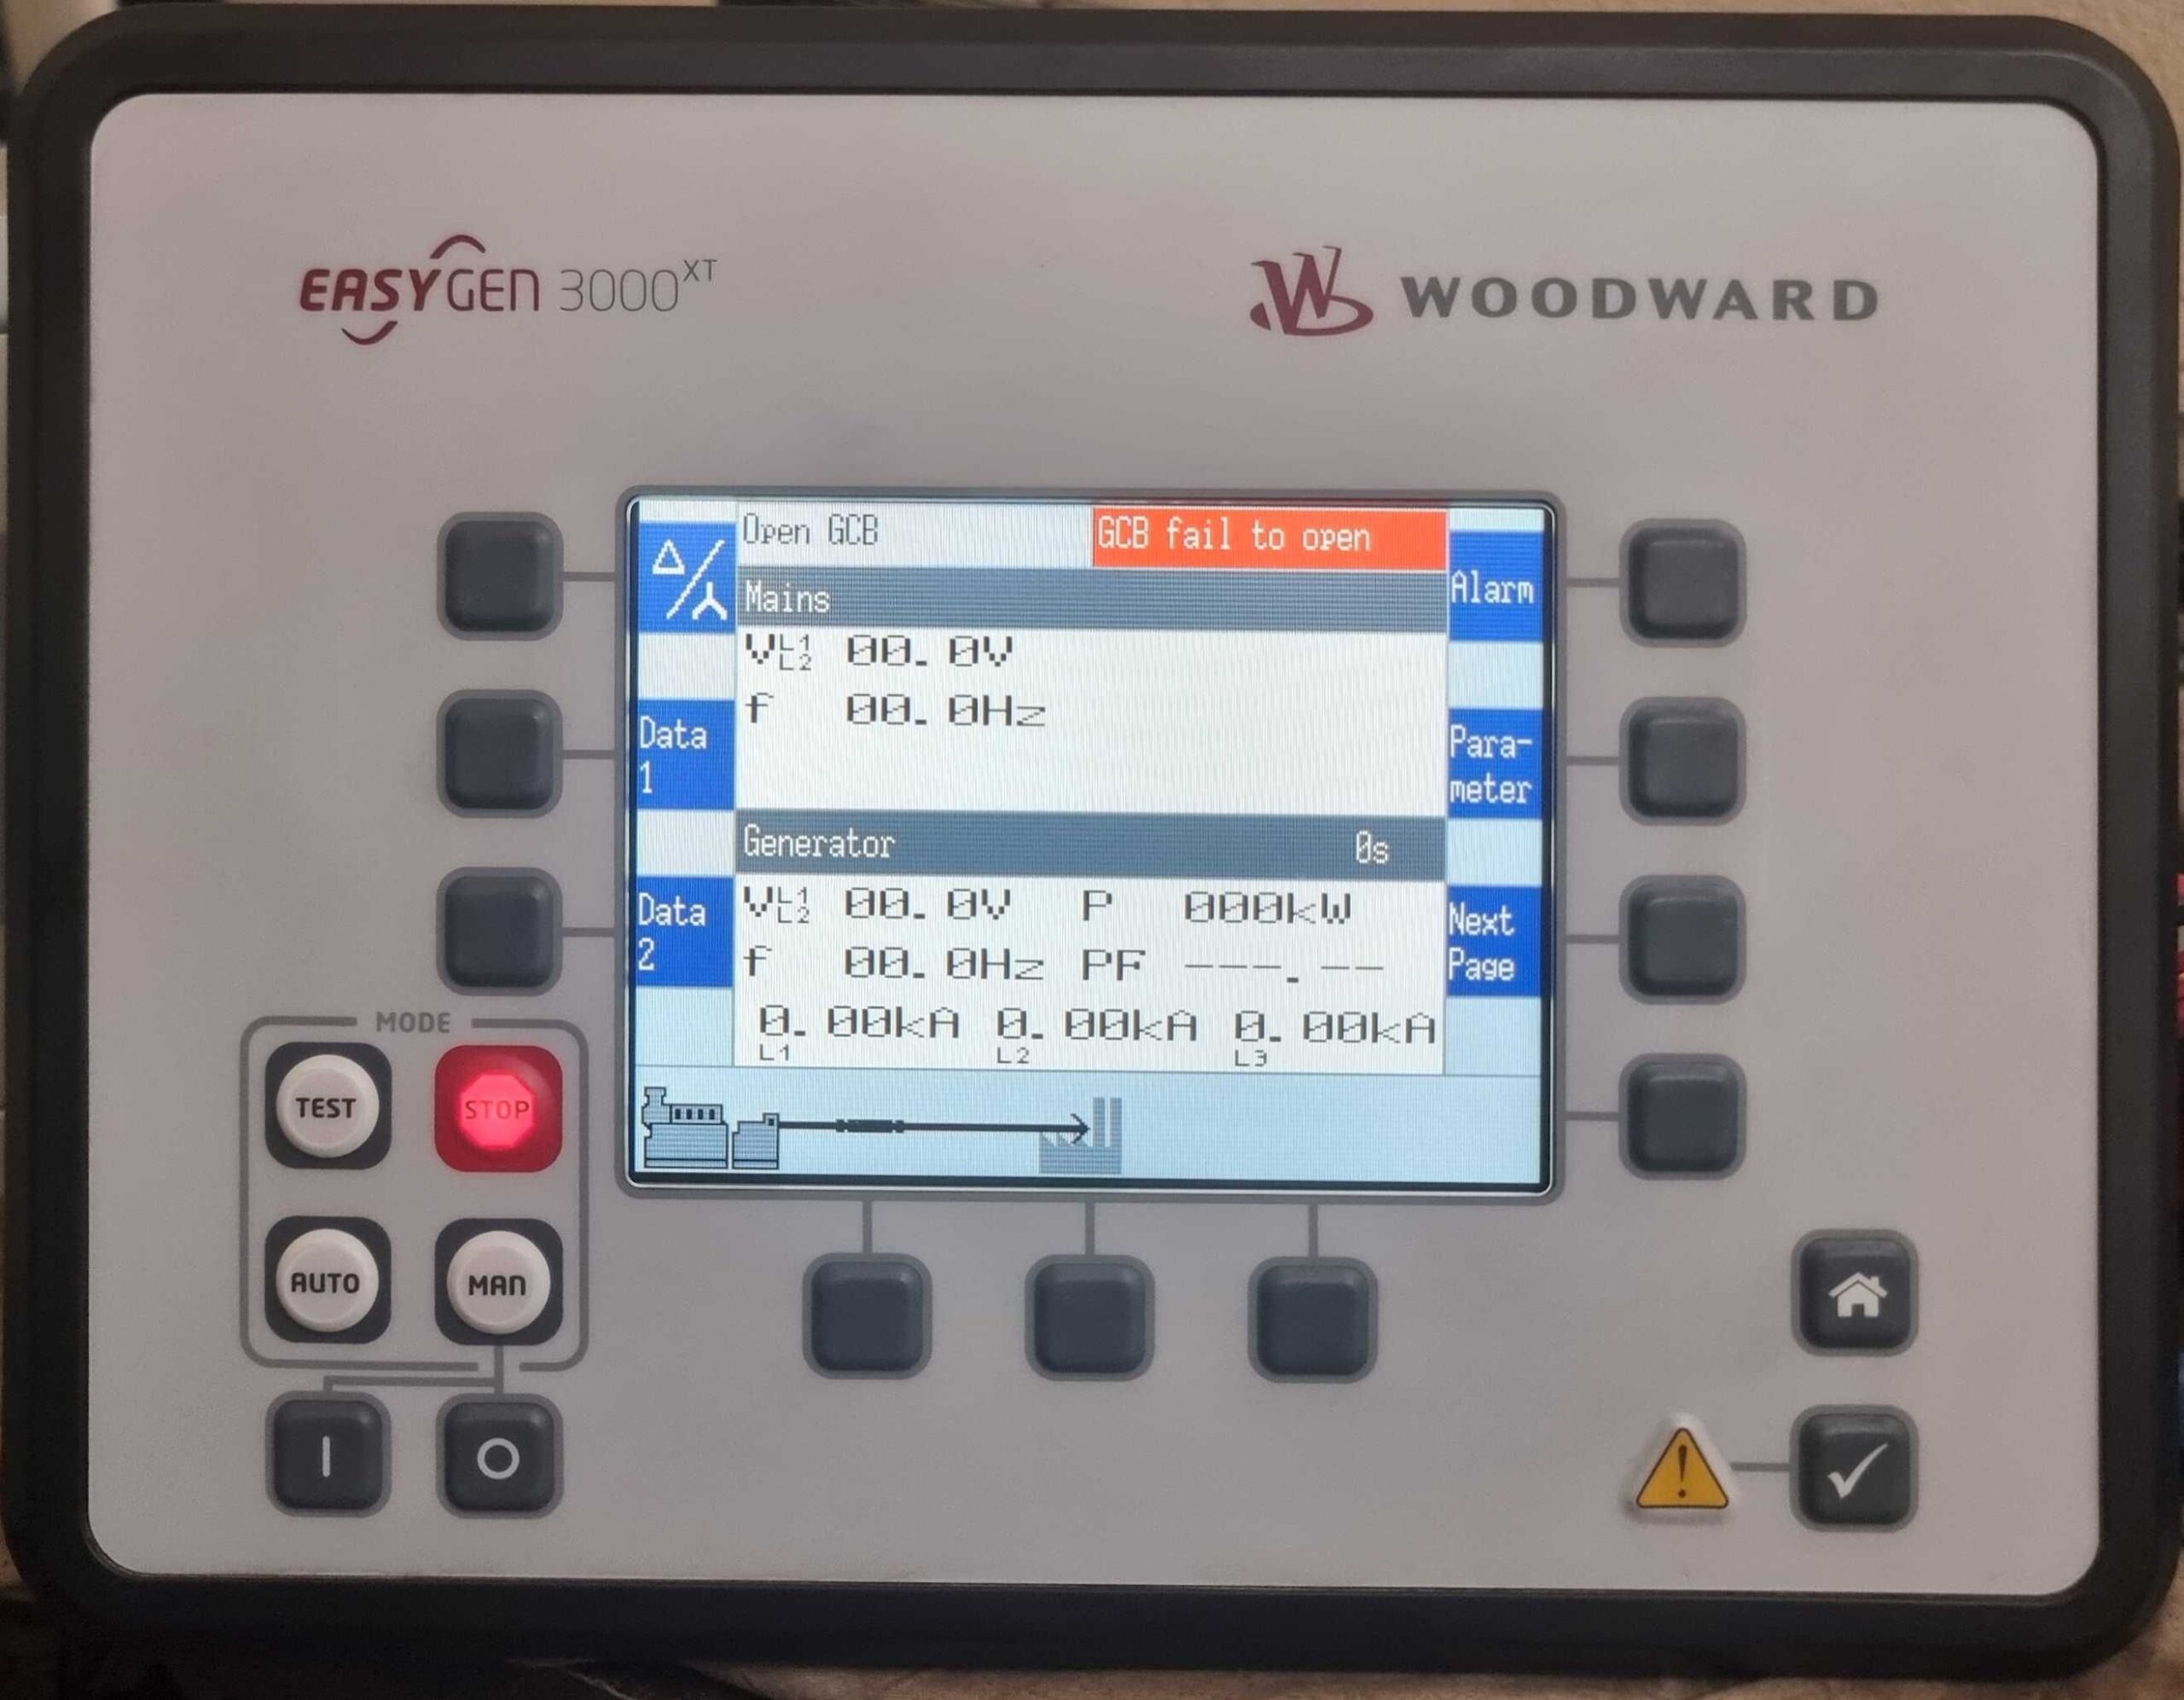 EASYGEN 3000XT
WOODWARD
Open GCB GCB fail to open
Alarm
Mains
VL1L2 00.0V
f 00.0Hz
Data 1
Para-
meter
Generator 0s
VL1L2 00.0V P 000kW
Data 2
Next
Page
f 00.0Hz PF ---.--
0.00kA 0.00kA 0.00kA
L1 L2 L3
MODE
TEST STOP
AUTO MAN
I O